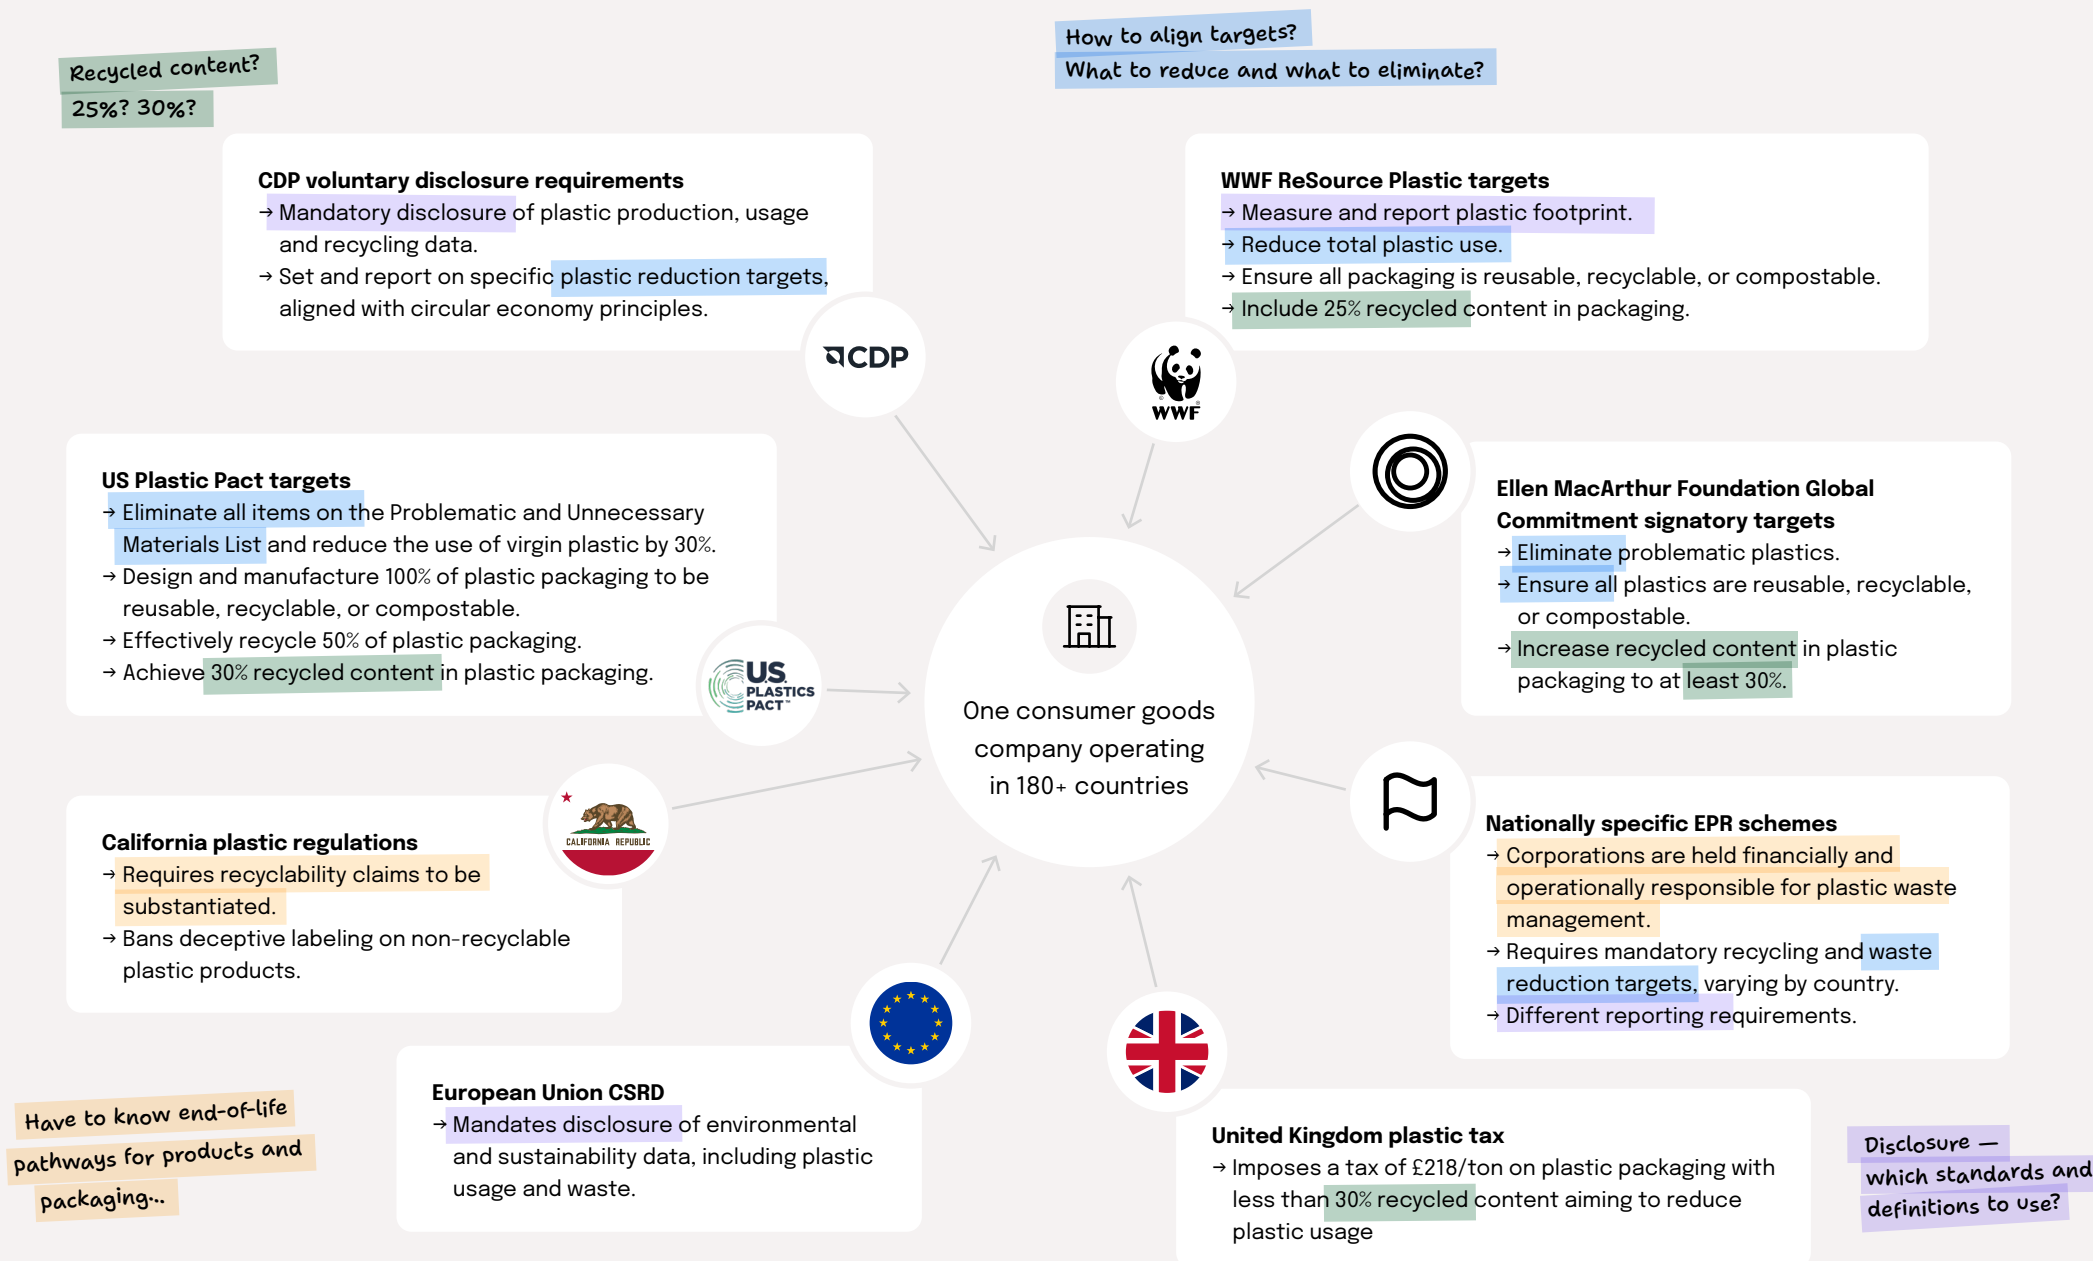 Recycled content?
25%? 30%?
How to align targets?
What to reduce and what to eliminate?
CDP voluntary disclosure requirements
→ Mandatory disclosure of plastic production, usage
and recycling data.
→ Set and report on specific plastic reduction targets,
aligned with circular economy principles.
CDP
WWF ReSource Plastic targets
→ Measure and report plastic footprint.
→ Reduce total plastic use.
→ Ensure all packaging is reusable, recyclable, or compostable.
→ Include 25% recycled content in packaging.
WWF
US Plastic Pact targets
→ Eliminate all items on the Problematic and Unnecessary
Materials List and reduce the use of virgin plastic by 30%.
→ Design and manufacture 100% of plastic packaging to be
reusable, recyclable, or compostable.
→ Effectively recycle 50% of plastic packaging.
→ Achieve 30% recycled content in plastic packaging.
U.S.
PLASTICS
PACT™
Ellen MacArthur Foundation Global
Commitment signatory targets
→ Eliminate problematic plastics.
→ Ensure all plastics are reusable, recyclable,
or compostable.
→ Increase recycled content in plastic
packaging to at least 30%.
One consumer goods
company operating
in 180+ countries
California plastic regulations
→ Requires recyclability claims to be
substantiated.
→ Bans deceptive labeling on non-recyclable
plastic products.
CALIFORNIA REPUBLIC
Nationally specific EPR schemes
→ Corporations are held financially and
operationally responsible for plastic waste
management.
→ Requires mandatory recycling and waste
reduction targets, varying by country.
→ Different reporting requirements.
European Union CSRD
→ Mandates disclosure of environmental
and sustainability data, including plastic
usage and waste.
United Kingdom plastic tax
→ Imposes a tax of £218/ton on plastic packaging with
less than 30% recycled content aiming to reduce
plastic usage
Have to know end-of-life
pathways for products and
packaging...
Disclosure —
which standards and
definitions to use?